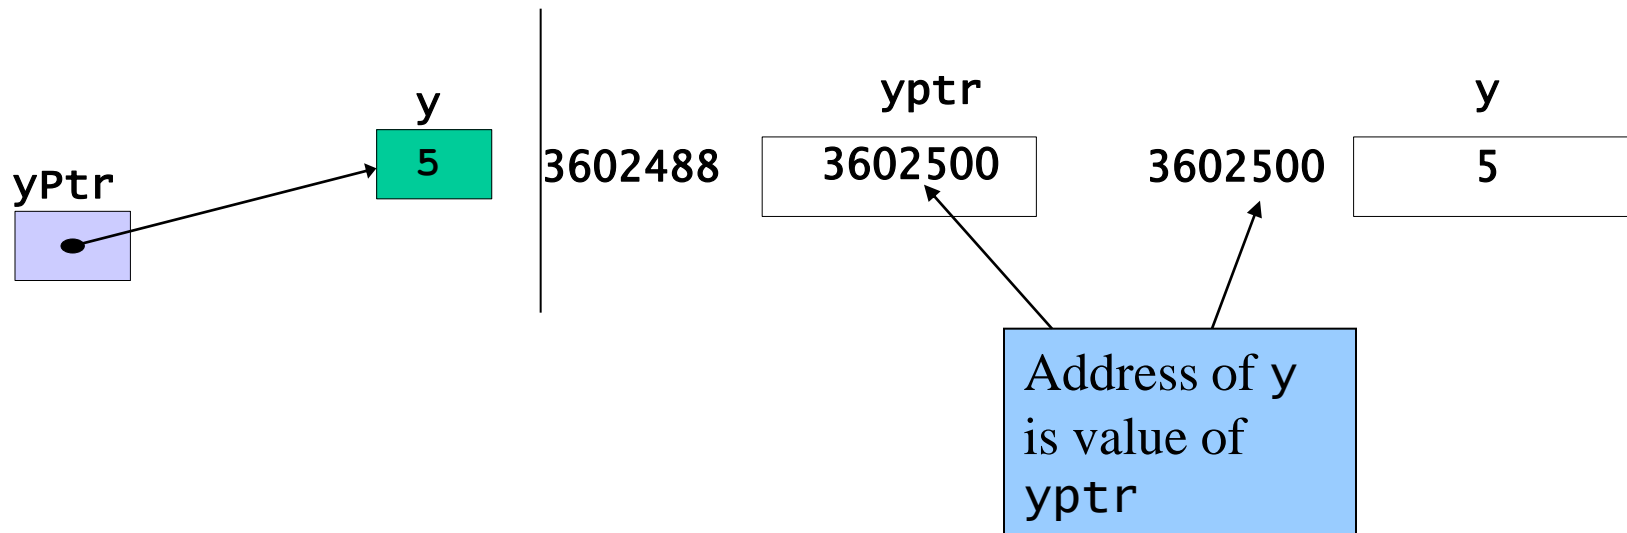 y
5
yPtr
yptr y
3602488 3602500 3602500 5
Address of y
is value of
yptr